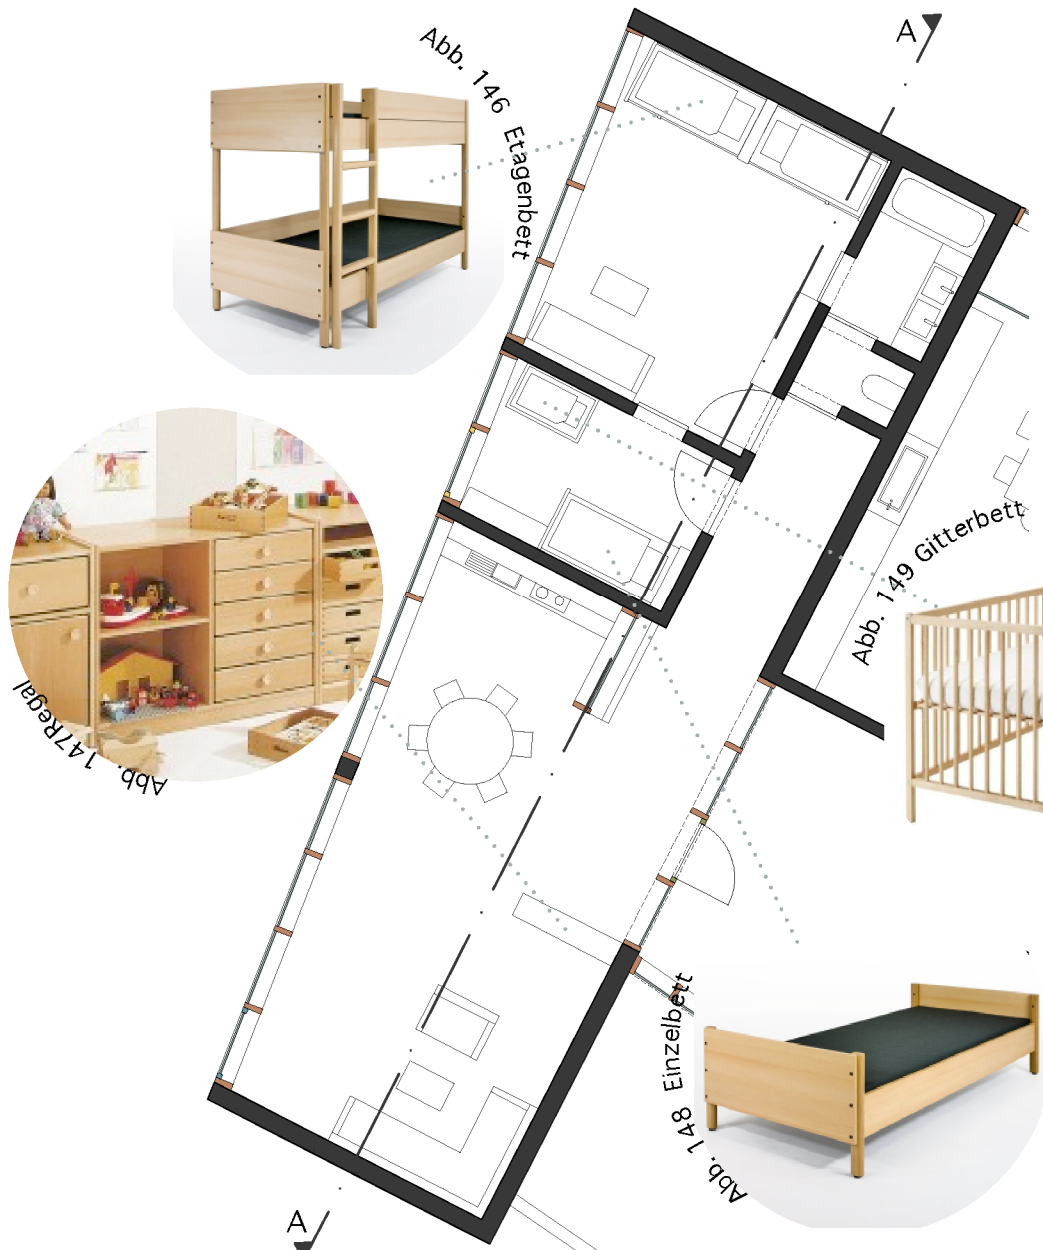 A
Abb. 146 Etagenbett
Abb. 149 Gitterbett
Abb. 147Regal
Abb. 148 Einzelbett
A